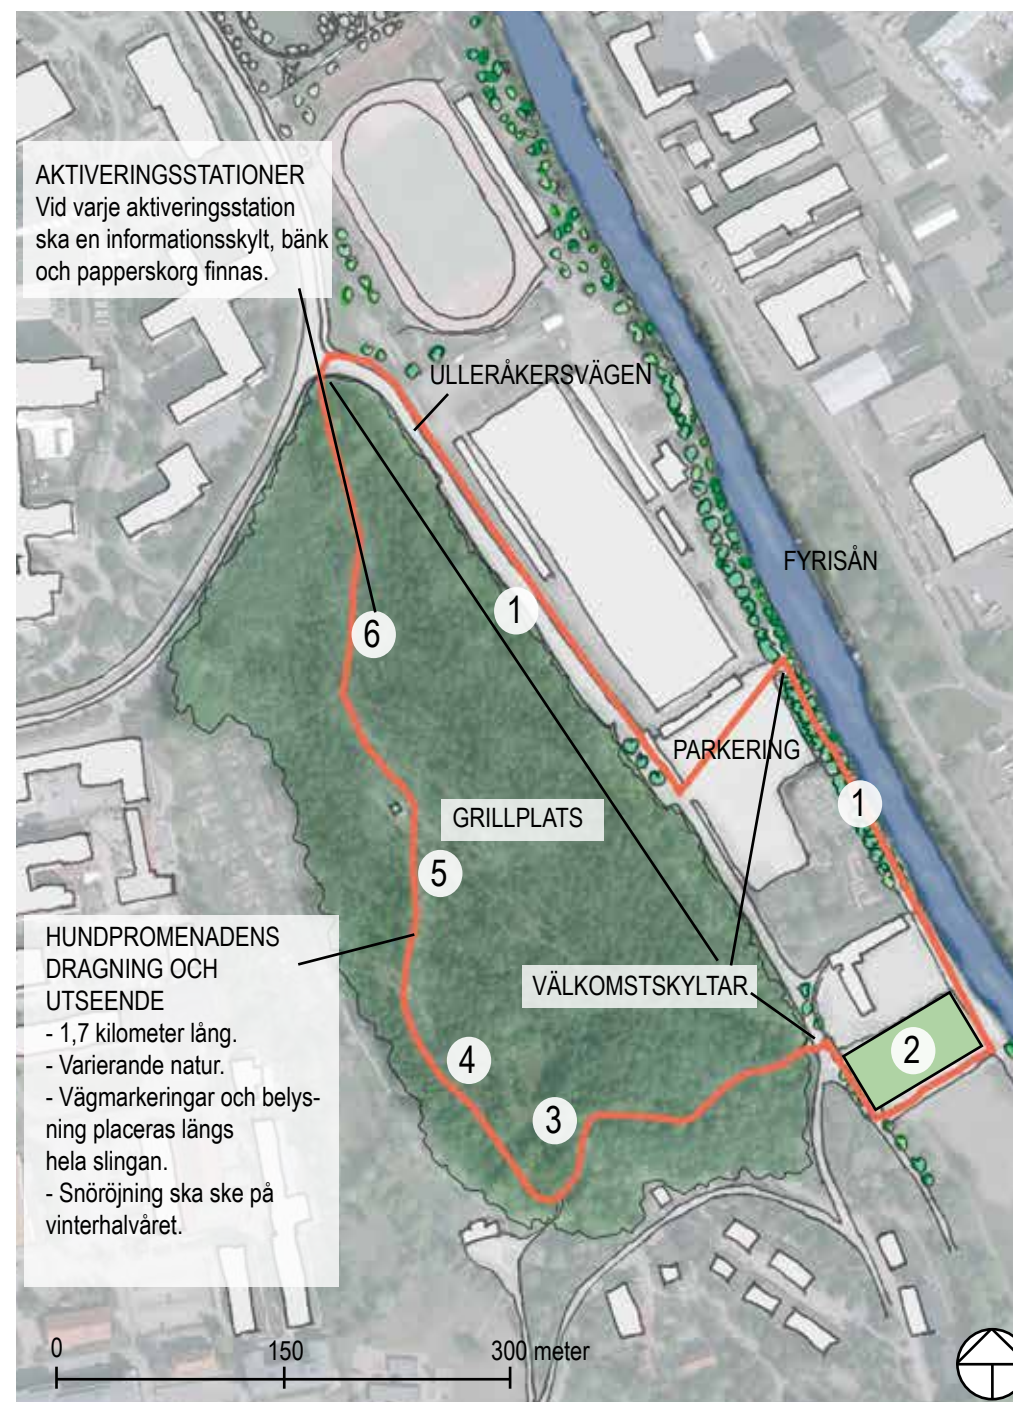 AKTIVERINGSSTATIONER
Vid varje aktiveringsstation
ska en informationsskylt, bänk
och papperskorg finnas.
ULLERÅKERSVÄGEN
FYRISÅN
1
6
PARKERING
1
GRILLPLATS
5
HUNDPROMENADENS
DRAGNING OCH
UTSEENDE
- 1,7 kilometer lång.
- Varierande natur.
- Vägmarkeringar och belys-
ning placeras längs
hela slingan.
- Snöröjning ska ske på
vinterhalvåret.
VÄLKOMSTSKYLTAR
2
4
3
0 150 300 meter